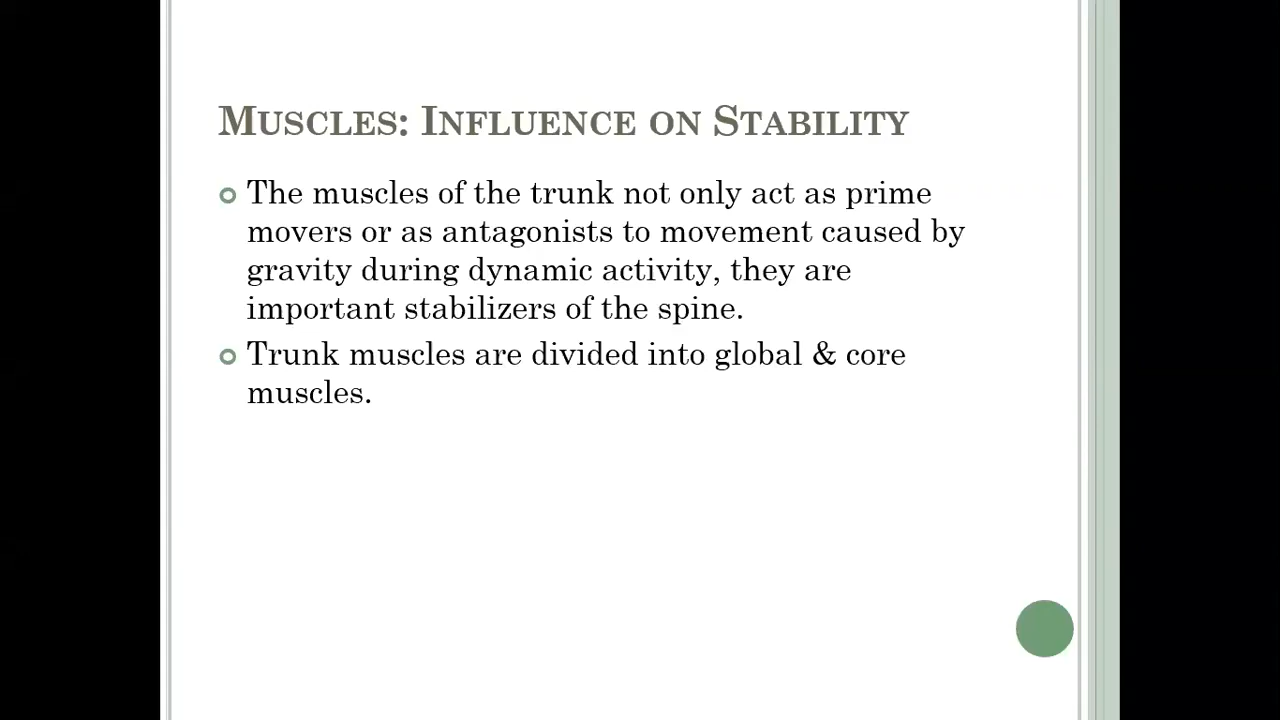 Muscles: Influence on Stability
The muscles of the trunk not only act as prime
movers or as antagonists to movement caused by
gravity during dynamic activity, they are
important stabilizers of the spine.
Trunk muscles are divided into global & core
muscles.